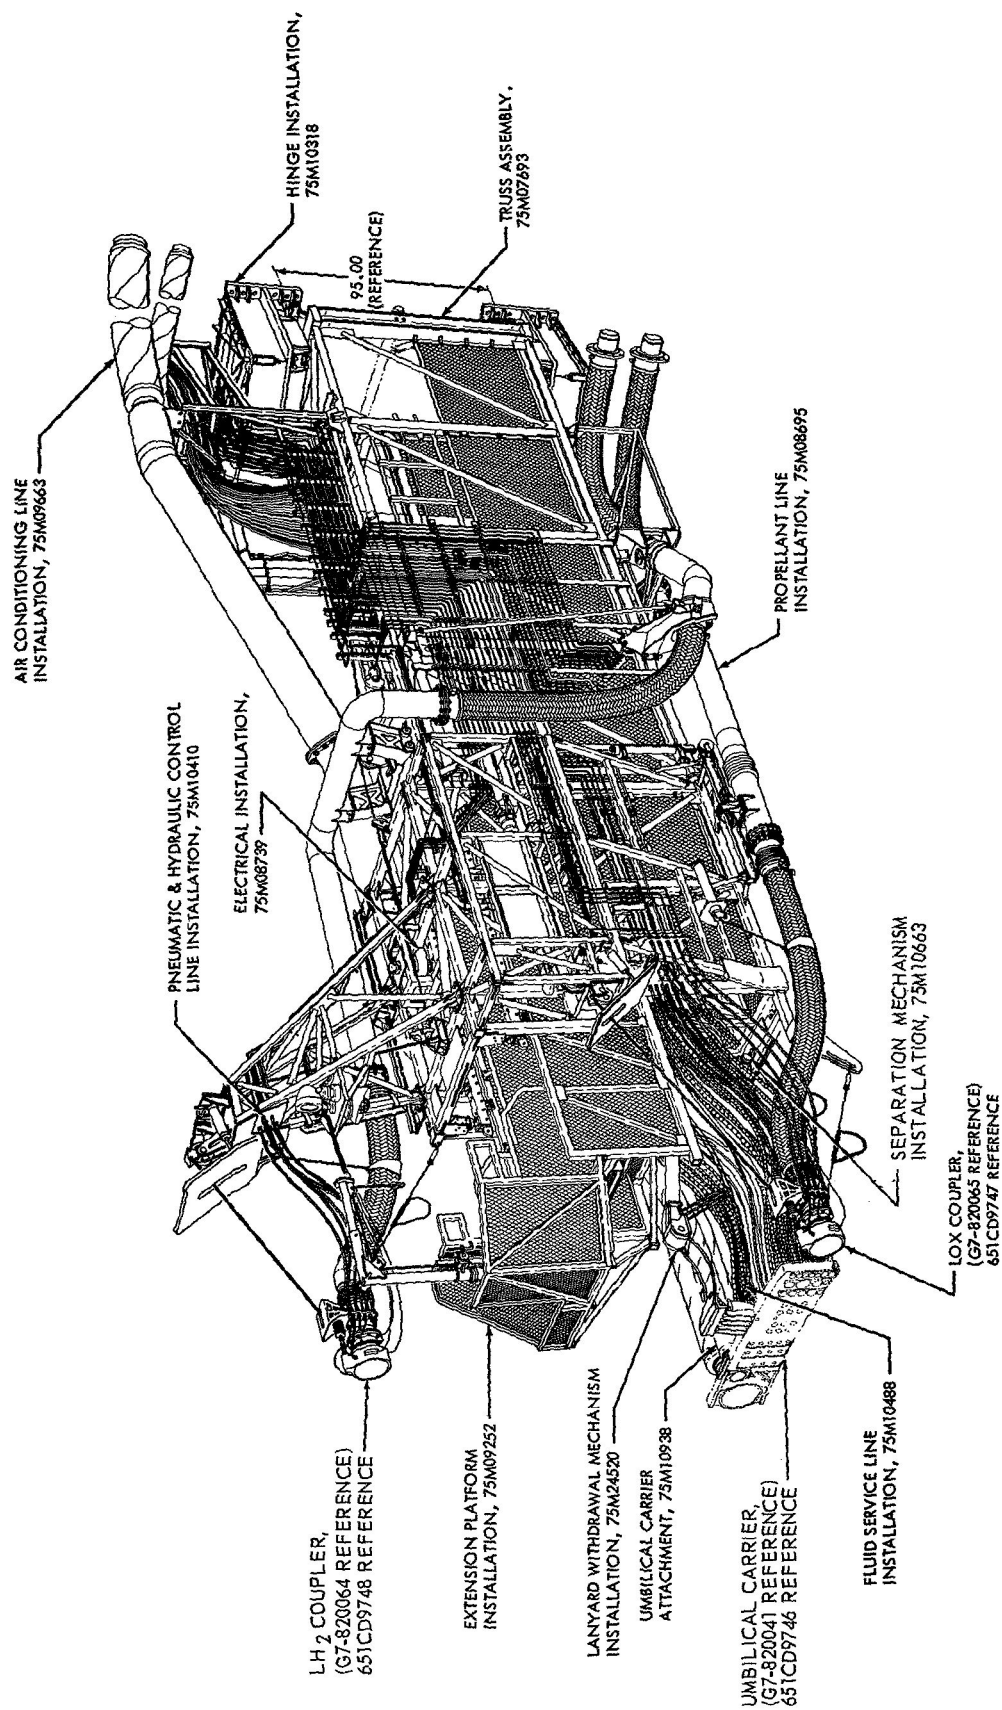 AIR CONDITIONING LINE
INSTALLATION, 75M09663
HINGE INSTALLATION,
75M10318
95.00
(REFERENCE)
TRUSS ASSEMBLY,
75M07693
PNEUMATIC & HYDRAULIC CONTROL
LINE INSTALLATION, 75M10410
ELECTRICAL INSTALLATION,
75M08739
PROPELLANT LINE
INSTALLATION, 75M08695
LH2 COUPLER,
(G7-820064 REFERENCE)
651CD9748 REFERENCE
EXTENSION PLATFORM
INSTALLATION, 75M09252
LANYARD WITHDRAWAL MECHANISM
INSTALLATION, 75M24520
UMBILICAL CARRIER
ATTACHMENT, 75M10938
UMBILICAL CARRIER,
(G7-820041 REFERENCE)
651CD9746 REFERENCE
FLUID SERVICE LINE
INSTALLATION, 75M10488
SEPARATION MECHANISM
INSTALLATION, 75M10663
LOX COUPLER,
(G7-820065 REFERENCE)
651CD9747 REFERENCE